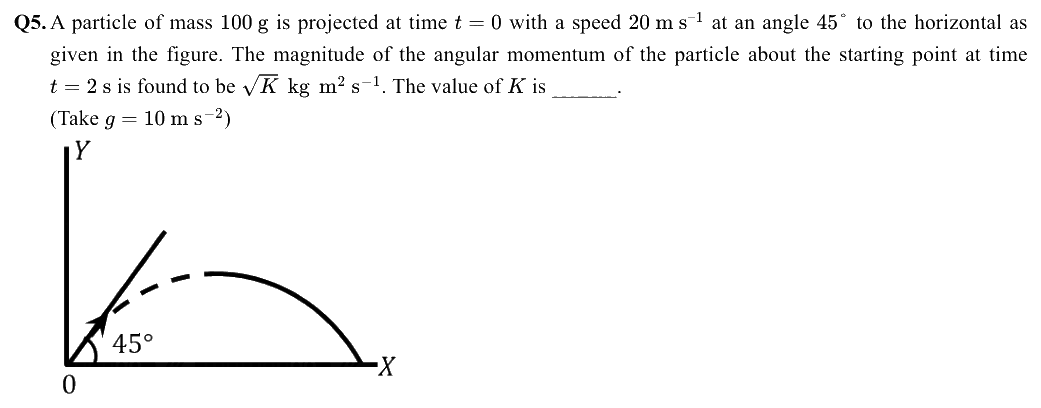 Q5. A particle of mass 100 g is projected at time t = 0 with a speed 20 m s⁻¹ at an angle 45° to the horizontal as
given in the figure. The magnitude of the angular momentum of the particle about the starting point at time
t = 2 s is found to be √K kg m² s⁻¹. The value of K is ______.
(Take g = 10 m s⁻²)
Y
45°
X
0